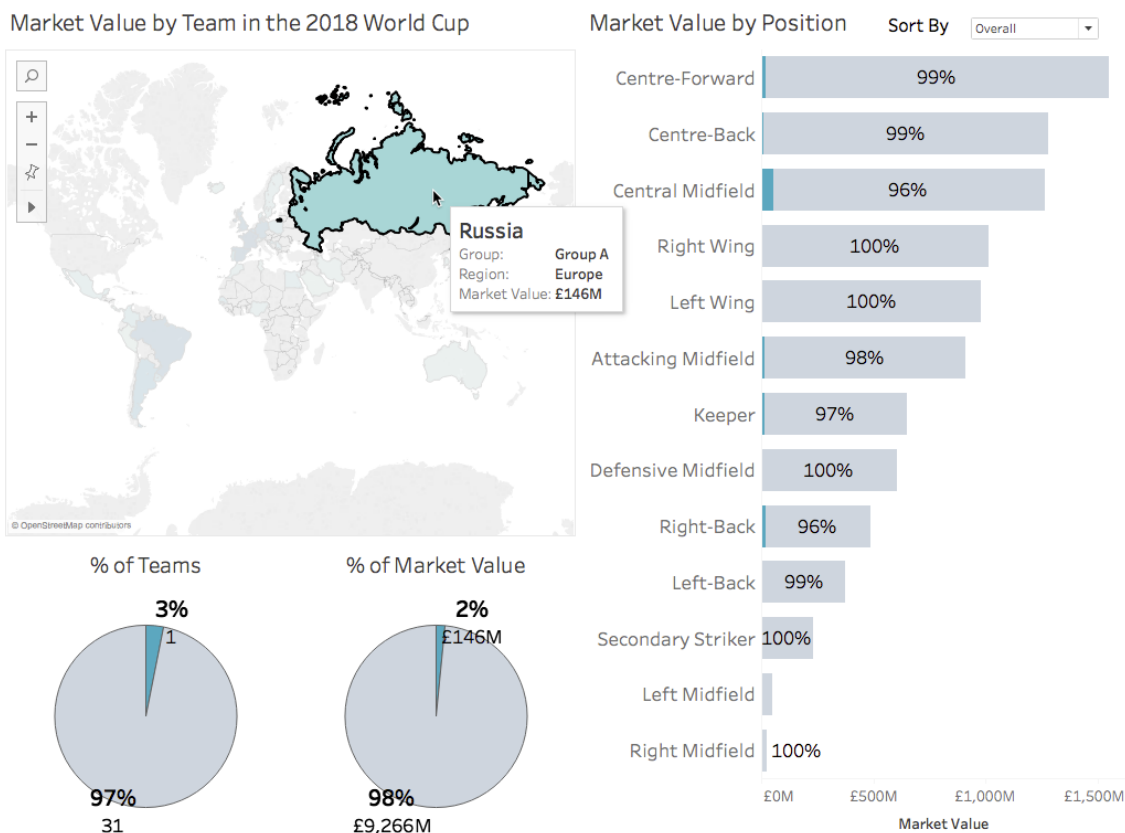 Market Value by Team in the 2018 World Cup
Russia
Group: Group A
Region: Europe
Market Value: £146M
© OpenStreetMap contributors
% of Teams
3%
1
97%
31
% of Market Value
2%
£146M
98%
£9,266M
Market Value by Position
Sort By Overall
Centre-Forward 99%
Centre-Back 99%
Central Midfield 96%
Right Wing 100%
Left Wing 100%
Attacking Midfield 98%
Keeper 97%
Defensive Midfield 100%
Right-Back 96%
Left-Back 99%
Secondary Striker 100%
Left Midfield
Right Midfield 100%
£0M £500M £1,000M £1,500M
Market Value